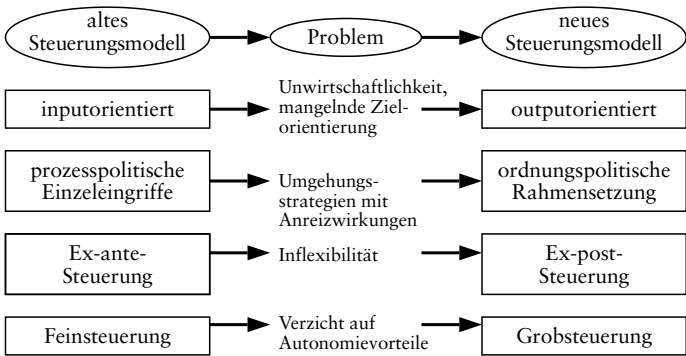 altes
Steuerungsmodell
Problem
neues
Steuerungsmodell
inputorientiert
Unwirtschaftlichkeit,
mangelnde Ziel-
orientierung
outputorientiert
prozesspolitische
Einzeleingriffe
Umgehungs-
strategien mit
Anreizwirkungen
ordnungspolitische
Rahmensetzung
Ex-ante-
Steuerung
Inflexibilität
Ex-post-
Steuerung
Feinsteuerung
Verzicht auf
Autonomievorteile
Grobsteuerung